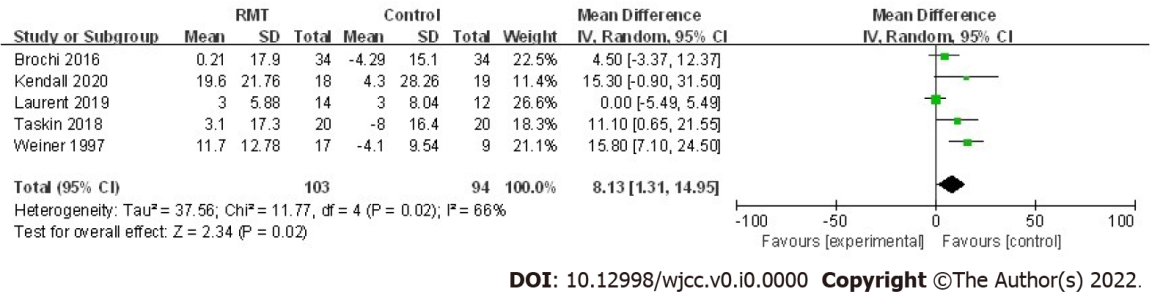 RMT Control Mean Difference Mean Difference
Study or Subgroup Mean SD Total Mean SD Total Weight IV, Random, 95% CI IV, Random, 95% CI
Brochi 2016 0.21 17.9 34 -4.29 15.1 34 22.5% 4.50 [-3.37, 12.37]
Kendall 2020 19.6 21.76 18 4.3 28.26 19 11.4% 15.30 [-0.90, 31.50]
Laurent 2019 3 5.88 14 3 8.04 12 26.6% 0.00 [-5.49, 5.49]
Taskin 2018 3.1 17.3 20 -8 16.4 20 18.3% 11.10 [0.65, 21.55]
Weiner 1997 11.7 12.78 17 -4.1 9.54 9 21.1% 15.80 [7.10, 24.50]
Total (95% CI) 103 94 100.0% 8.13 [1.31, 14.95]
Heterogeneity: Tau² = 37.56; Chi² = 11.77, df = 4 (P = 0.02); I² = 66%
Test for overall effect: Z = 2.34 (P = 0.02)
-100 -50 0 50 100
Favours [experimental] Favours [control]
DOI: 10.12998/wjcc.v0.i0.0000 Copyright ©The Author(s) 2022.